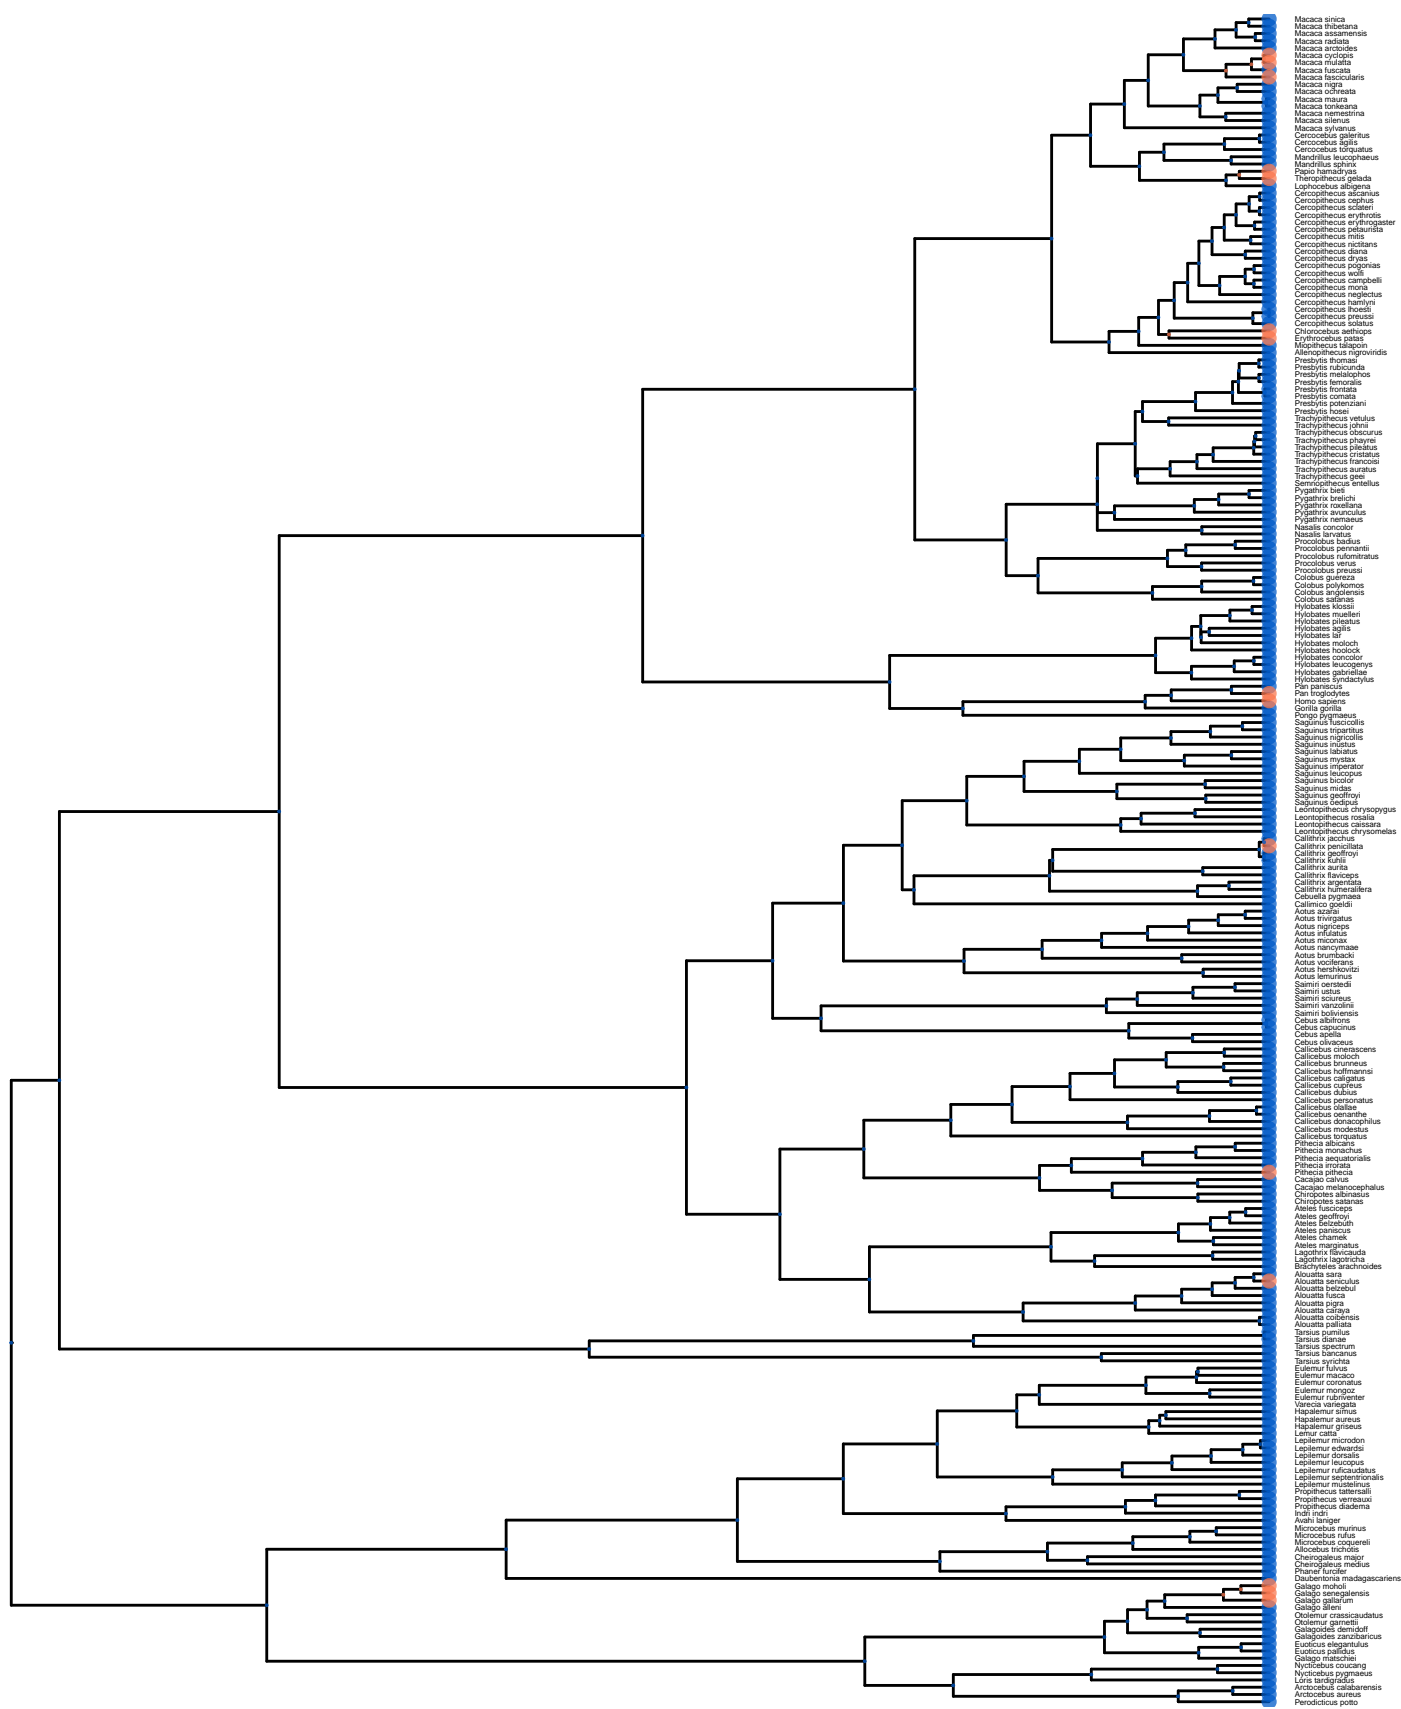 Macaca sinica
Macaca thibetana
Macaca assamensis
Macaca radiata
Macaca arctoides
Macaca cyclopis
Macaca mulatta
Macaca fuscata
Macaca fascicularis
Macaca nigra
Macaca ochreata
Macaca maura
Macaca tonkeana
Macaca nemestrina
Macaca silenus
Macaca sylvanus
Cercocebus galeritus
Cercocebus agilis
Cercocebus torquatus
Mandrillus leucophaeus
Mandrillus sphinx
Papio hamadryas
Theropithecus gelada
Lophocebus albigena
Cercopithecus ascanius
Cercopithecus cephus
Cercopithecus sclateri
Cercopithecus erythrotis
Cercopithecus erythrogaster
Cercopithecus petaurista
Cercopithecus mitis
Cercopithecus nictitans
Cercopithecus diana
Cercopithecus dryas
Cercopithecus pogonias
Cercopithecus wolfi
Cercopithecus campbelli
Cercopithecus mona
Cercopithecus neglectus
Cercopithecus hamlyni
Cercopithecus lhoesti
Cercopithecus preussi
Cercopithecus solatus
Chlorocebus aethiops
Erythrocebus patas
Miopithecus talapoin
Allenopithecus nigroviridis
Presbytis thomasi
Presbytis rubicunda
Presbytis melalophos
Presbytis femoralis
Presbytis frontata
Presbytis comata
Presbytis potenziani
Presbytis hosei
Trachypithecus vetulus
Trachypithecus johnii
Trachypithecus obscurus
Trachypithecus phayrei
Trachypithecus pileatus
Trachypithecus cristatus
Trachypithecus francoisi
Trachypithecus auratus
Trachypithecus geei
Semnopithecus entellus
Pygathrix bieti
Pygathrix brelichi
Pygathrix roxellana
Pygathrix avunculus
Pygathrix nemaeus
Nasalis concolor
Nasalis larvatus
Procolobus badius
Procolobus pennantii
Procolobus rufomitratus
Procolobus verus
Procolobus preussi
Colobus guereza
Colobus polykomos
Colobus angolensis
Colobus satanas
Hylobates klossii
Hylobates muelleri
Hylobates pileatus
Hylobates agilis
Hylobates lar
Hylobates moloch
Hylobates hoolock
Hylobates concolor
Hylobates leucogenys
Hylobates gabriellae
Hylobates syndactylus
Pan paniscus
Pan troglodytes
Homo sapiens
Gorilla gorilla
Pongo pygmaeus
Saguinus fuscicollis
Saguinus tripartitus
Saguinus nigricollis
Saguinus inustus
Saguinus labiatus
Saguinus mystax
Saguinus imperator
Saguinus leucopus
Saguinus bicolor
Saguinus midas
Saguinus geoffroyi
Saguinus oedipus
Leontopithecus chrysopygus
Leontopithecus rosalia
Leontopithecus caissara
Leontopithecus chrysomelas
Callithrix jacchus
Callithrix penicillata
Callithrix geoffroyi
Callithrix kuhlii
Callithrix aurita
Callithrix flaviceps
Callithrix argentata
Callithrix humeralifera
Cebuella pygmaea
Callimico goeldii
Aotus azarai
Aotus trivirgatus
Aotus nigriceps
Aotus infulatus
Aotus miconax
Aotus nancymaae
Aotus brumbacki
Aotus vociferans
Aotus hershkovitzi
Aotus lemurinus
Saimiri oerstedii
Saimiri ustus
Saimiri sciureus
Saimiri vanzolinii
Saimiri boliviensis
Cebus albifrons
Cebus capucinus
Cebus apella
Cebus olivaceus
Callicebus cinerascens
Callicebus moloch
Callicebus brunneus
Callicebus hoffmannsi
Callicebus caligatus
Callicebus cupreus
Callicebus dubius
Callicebus personatus
Callicebus olallae
Callicebus oenanthe
Callicebus donacophilus
Callicebus modestus
Callicebus torquatus
Pithecia albicans
Pithecia monachus
Pithecia aequatorialis
Pithecia irrorata
Pithecia pithecia
Cacajao calvus
Cacajao melanocephalus
Chiropotes albinasus
Chiropotes satanas
Ateles fusciceps
Ateles geoffroyi
Ateles belzebuth
Ateles paniscus
Ateles chamek
Ateles marginatus
Lagothrix flavicauda
Lagothrix lagotricha
Brachyteles arachnoides
Alouatta sara
Alouatta seniculus
Alouatta belzebul
Alouatta fusca
Alouatta pigra
Alouatta caraya
Alouatta coibensis
Alouatta palliata
Tarsius pumilus
Tarsius dianae
Tarsius spectrum
Tarsius bancanus
Tarsius syrichta
Eulemur fulvus
Eulemur macaco
Eulemur coronatus
Eulemur mongoz
Eulemur rubriventer
Varecia variegata
Hapalemur simus
Hapalemur aureus
Hapalemur griseus
Lemur catta
Lepilemur microdon
Lepilemur edwardsi
Lepilemur dorsalis
Lepilemur leucopus
Lepilemur ruficaudatus
Lepilemur septentrionalis
Lepilemur mustelinus
Propithecus tattersalli
Propithecus verreauxi
Propithecus diadema
Indri indri
Avahi laniger
Microcebus murinus
Microcebus rufus
Microcebus coquereli
Allocebus trichotis
Cheirogaleus major
Cheirogaleus medius
Phaner furcifer
Daubentonia madagascariens
Galago moholi
Galago senegalensis
Galago gallarum
Galago alleni
Otolemur crassicaudatus
Otolemur garnettii
Galagoides demidoff
Galagoides zanzibaricus
Euoticus elegantulus
Euoticus pallidus
Galago matschiei
Nycticebus coucang
Nycticebus pygmaeus
Loris tardigradus
Arctocebus calabarensis
Arctocebus aureus
Perodicticus potto